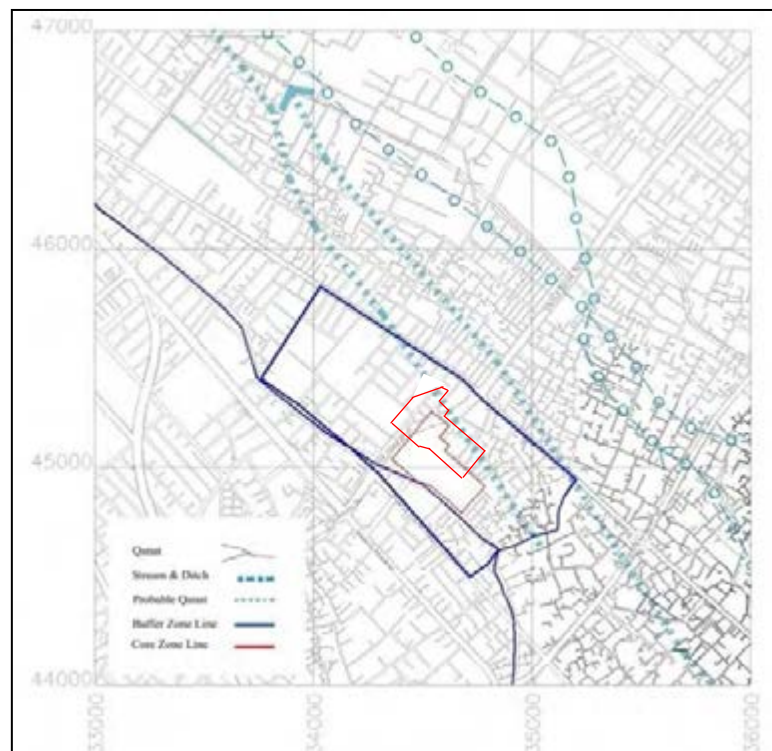 47000
46000
45000
Qanat
Stream & Ditch
Probable Qanat
Buffer Zone Line
Core Zone Line
44000
33000
34000
35000
36000